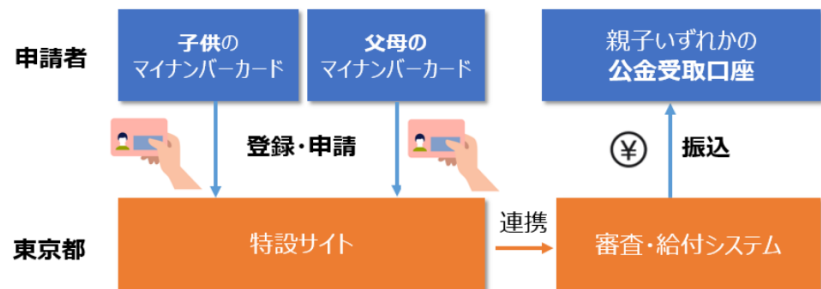 申請者
子供の
マイナンバーカード
父母の
マイナンバーカード
親子いずれかの
公金受取口座
登録・申請
¥
振込
東京都
特設サイト
連携
審査・給付システム